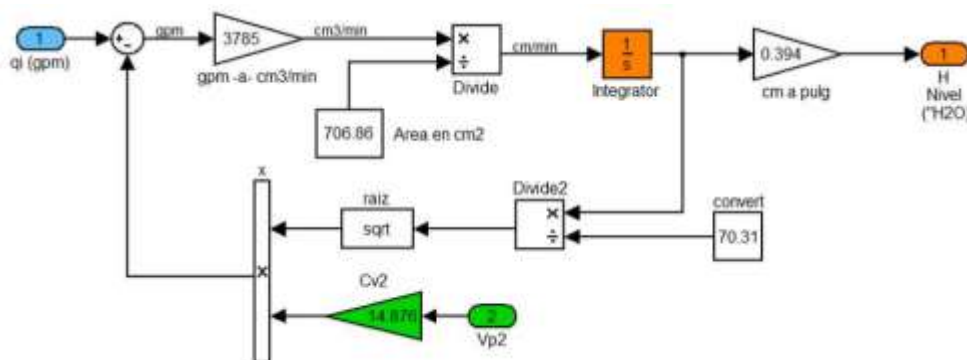 1
qi (gpm)
+
-
gpm
3785
gpm -a- cm3/min
cm3/min
×
÷
Divide
cm/min
1
s
Integrator
0.394
cm a pulg
1
H
Nivel
("H2O)
706.86
Area en cm2
x
×
raiz
sqrt
Divide2
×
÷
convert
70.31
Cv2
14.876
2
Vp2